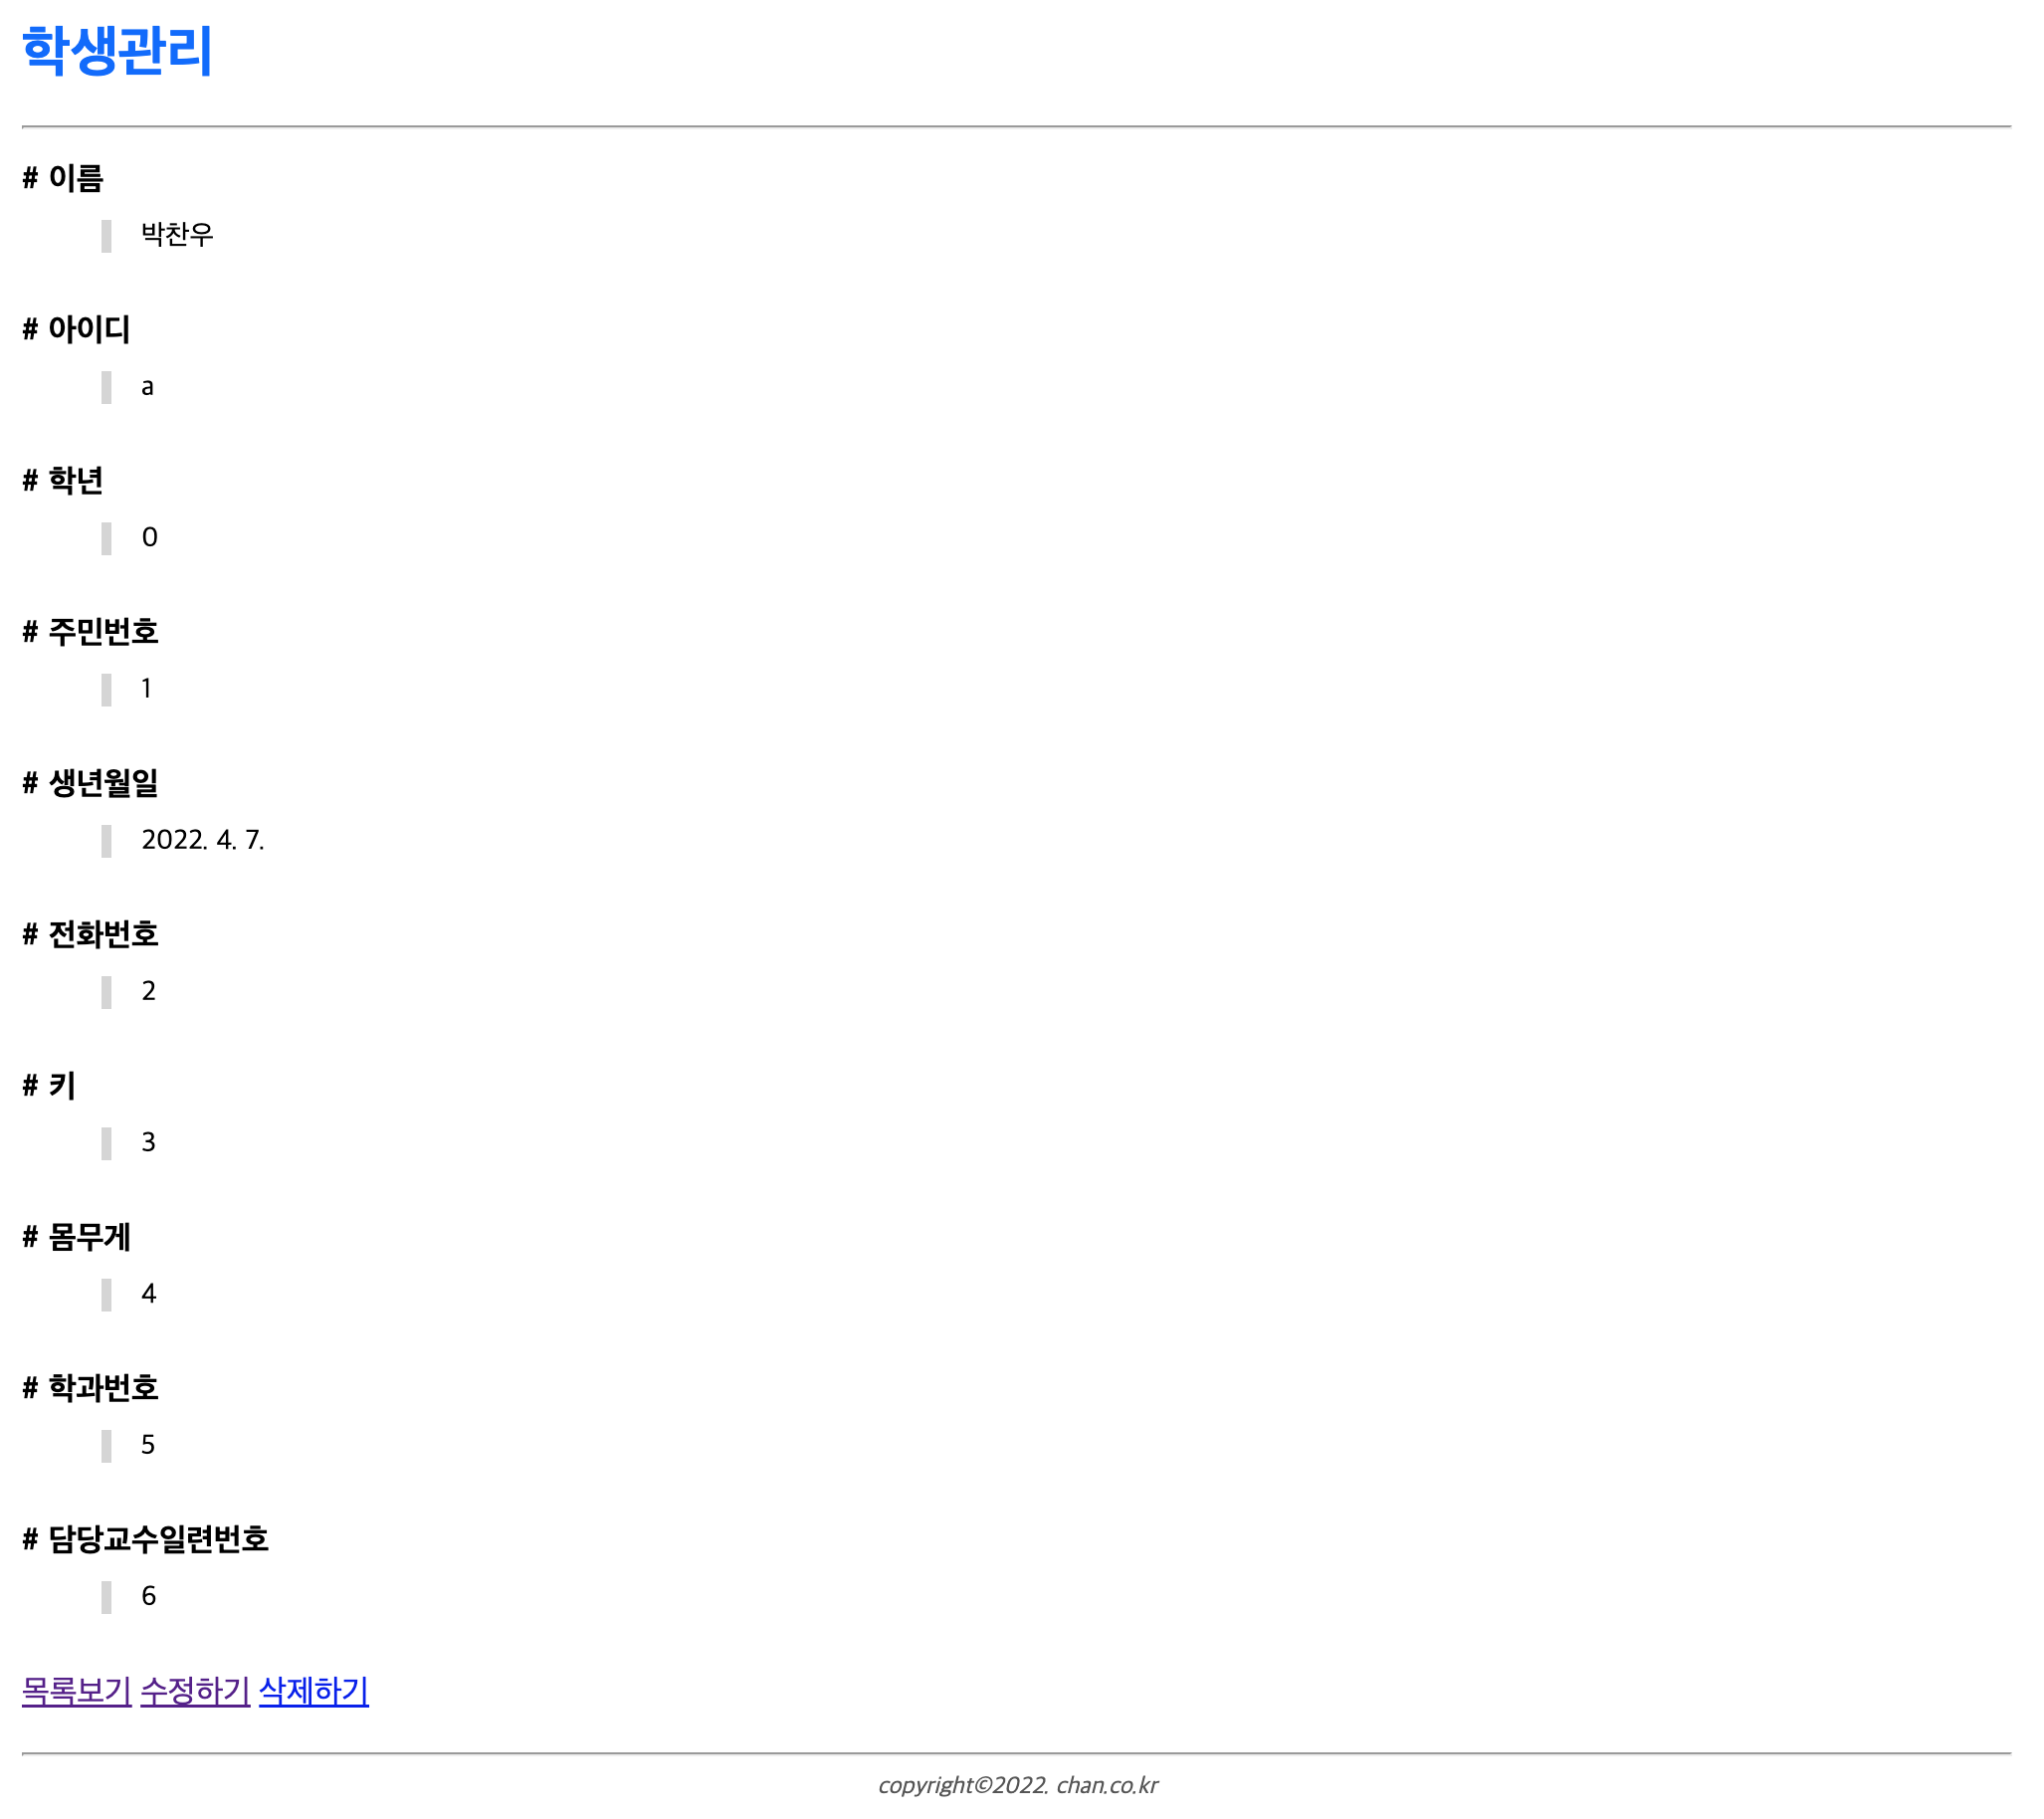 학생관리
# 이름
박찬우
# 아이디
a
# 학년
0
# 주민번호
1
# 생년월일
2022. 4. 7.
# 전화번호
2
# 키
3
# 몸무게
4
# 학과번호
5
# 담당교수일련번호
6
목록보기 수정하기 삭제하기
copyright©2022. chan.co.kr